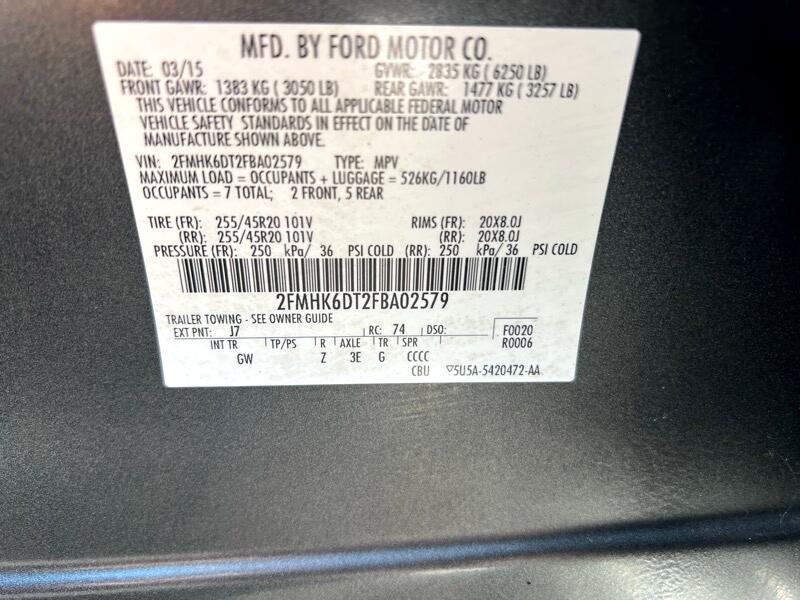 MFD. BY FORD MOTOR CO.
DATE: 03/15 GVWR: 2835 KG ( 6250 LB)
FRONT GAWR: 1383 KG ( 3050 LB) REAR GAWR: 1477 KG ( 3257 LB)
THIS VEHICLE CONFORMS TO ALL APPLICABLE FEDERAL MOTOR
VEHICLE SAFETY STANDARDS IN EFFECT ON THE DATE OF
MANUFACTURE SHOWN ABOVE.
VIN: 2FMHK6DT2FBA02579 TYPE: MPV
MAXIMUM LOAD = OCCUPANTS + LUGGAGE = 526KG/1160LB
OCCUPANTS = 7 TOTAL; 2 FRONT, 5 REAR
TIRE (FR): 255/45R20 101V RIMS (FR): 20X8.0J
(RR): 255/45R20 101V (RR): 20X8.0J
PRESSURE (FR): 250 kPa/ 36 PSI COLD (RR): 250 kPa/ 36 PSI COLD
2FMHK6DT2FBA02579
TRAILER TOWING - SEE OWNER GUIDE
EXT PNT: J7 RC: 74 DSO: F0020
INT TR TP/PS R AXLE TR SPR R0006
GW Z 3E G CCCC
CBU ▽5U5A-5420472-AA